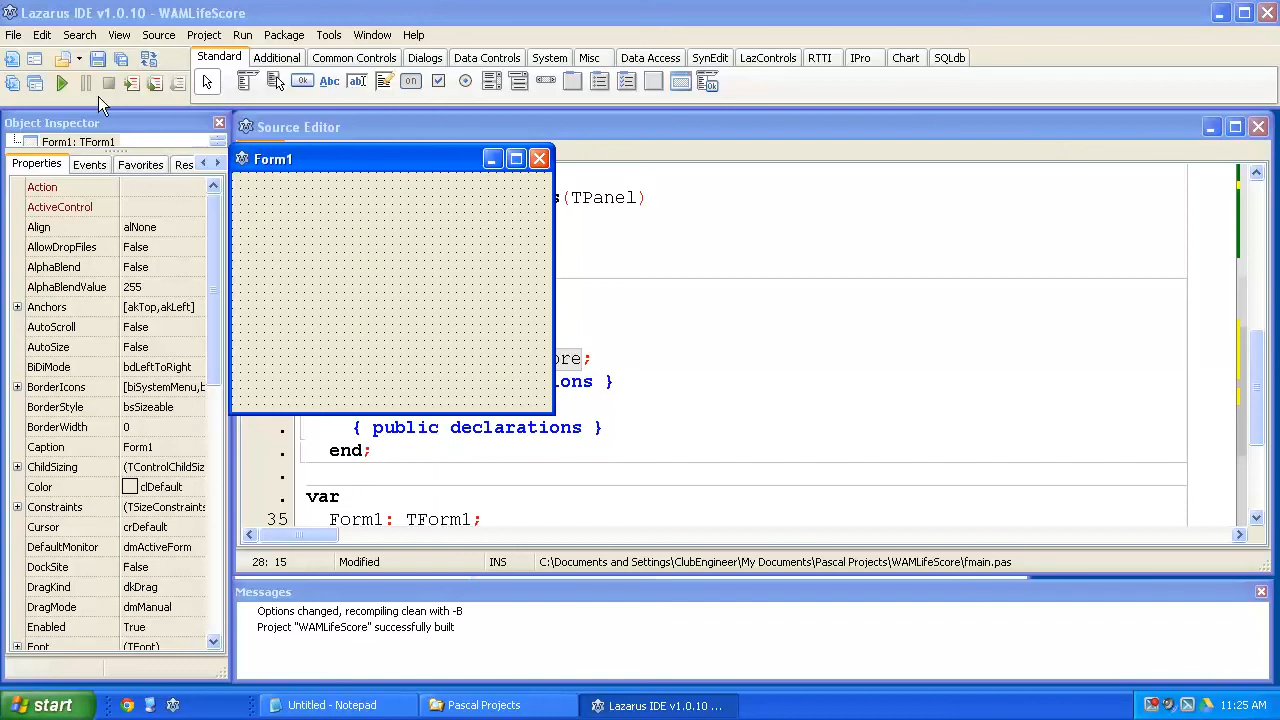 Lazarus IDE v1.0.10 - WAMLifeScore
File Edit Search View Source Project Run Package Tools Window Help
Standard Additional Common Controls Dialogs Data Controls System Misc Data Access SynEdit LazControls RTTI IPro Chart SQLdb
Ok Abc abI on
Object Inspector
Form1: TForm1
Properties Events Favorites Res
Action
ActiveControl
Align alNone
AllowDropFiles False
AlphaBlend False
AlphaBlendValue 255
Anchors [akTop,akLeft]
AutoScroll False
AutoSize False
BiDiMode bdLeftToRight
BorderIcons [biSystemMenu,b
BorderStyle bsSizeable
BorderWidth 0
Caption Form1
ChildSizing (TControlChildSiz
Color clDefault
Constraints (TSizeConstraints
Cursor crDefault
DefaultMonitor dmActiveForm
DockSite False
DragKind dkDrag
DragMode dmManual
Enabled True
Font (TFont)
Source Editor
Form1
s(TPanel)
ore;
ons }
{ public declarations }
end;
var
35 Form1: TForm1;
28: 15 Modified INS C:\Documents and Settings\ClubEngineer\My Documents\Pascal Projects\WAMLifeScore\fmain.pas
Messages
Options changed, recompiling clean with -B
Project "WAMLifeScore" successfully built
start Untitled - Notepad Pascal Projects Lazarus IDE v1.0.10 ... 11:25 AM